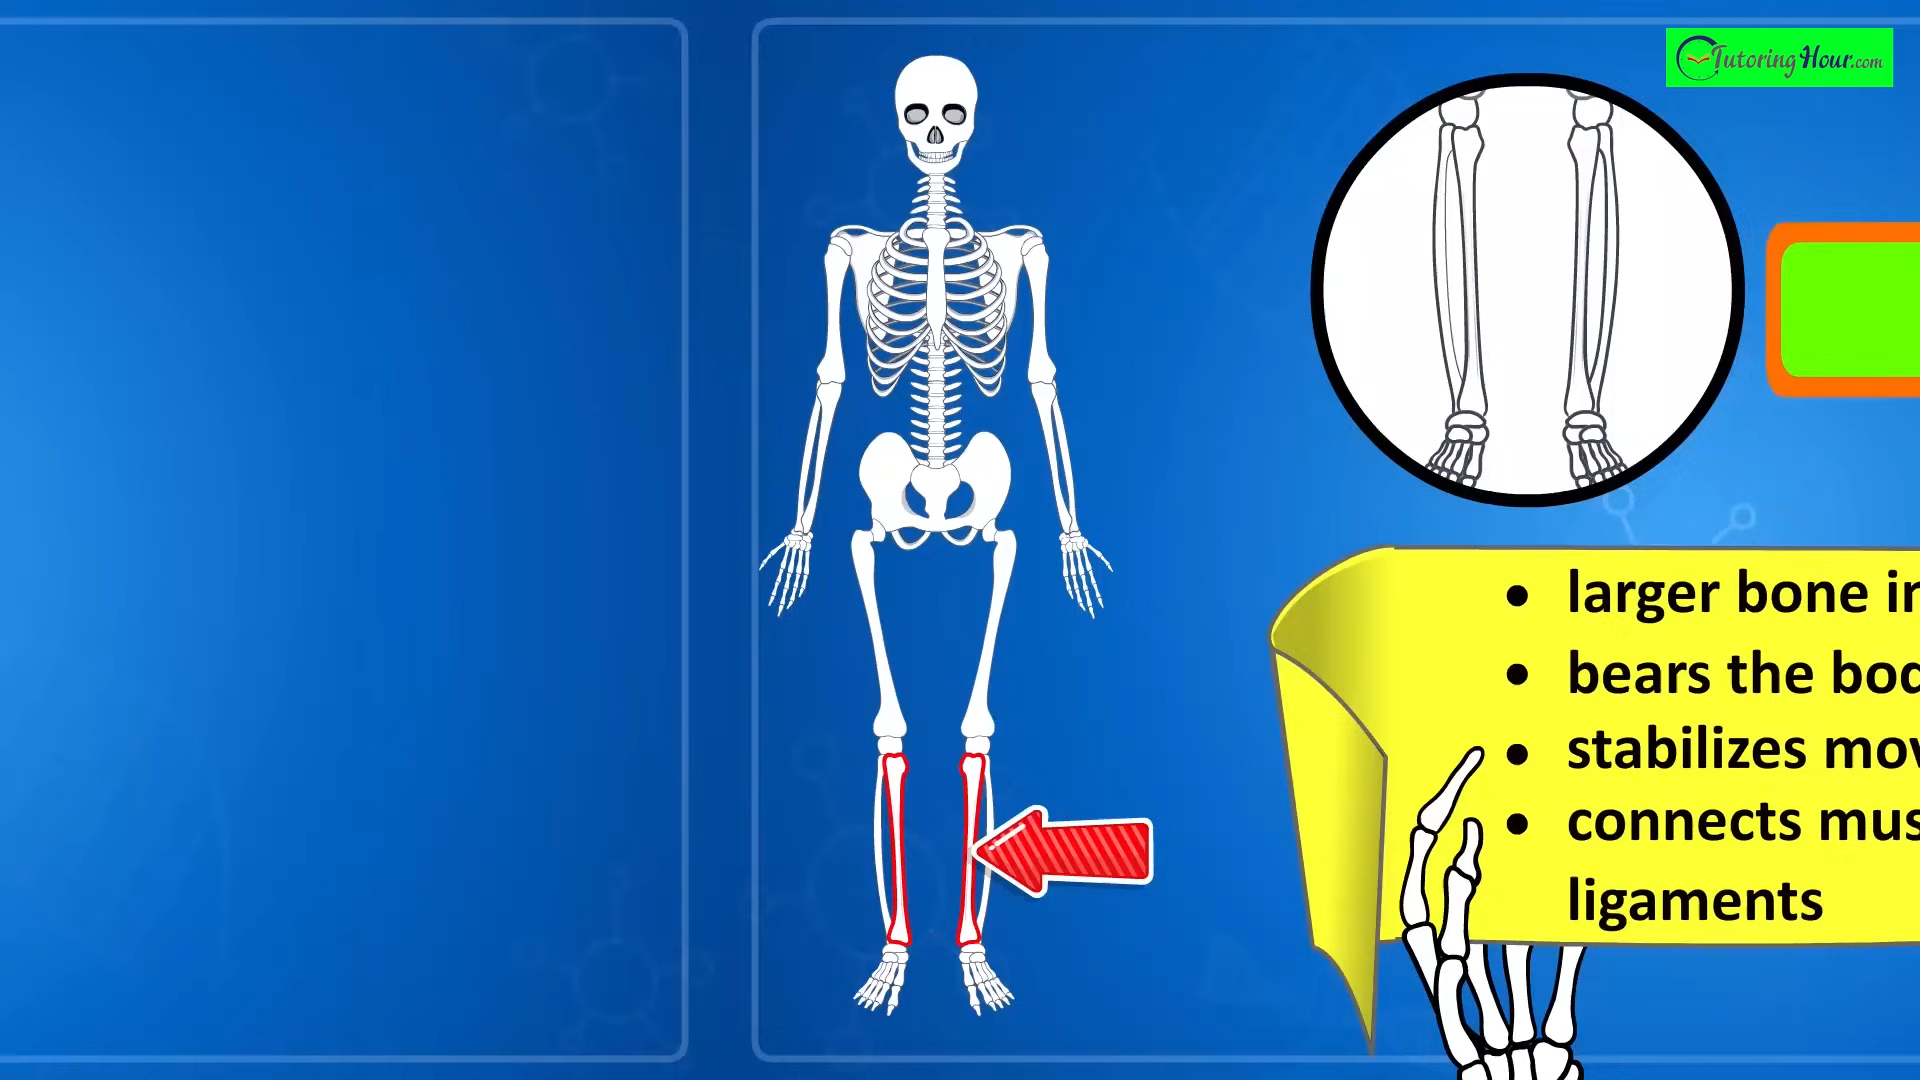 TutoringHour.com
larger bone in
bears the bod
stabilizes mov
connects mus
ligaments